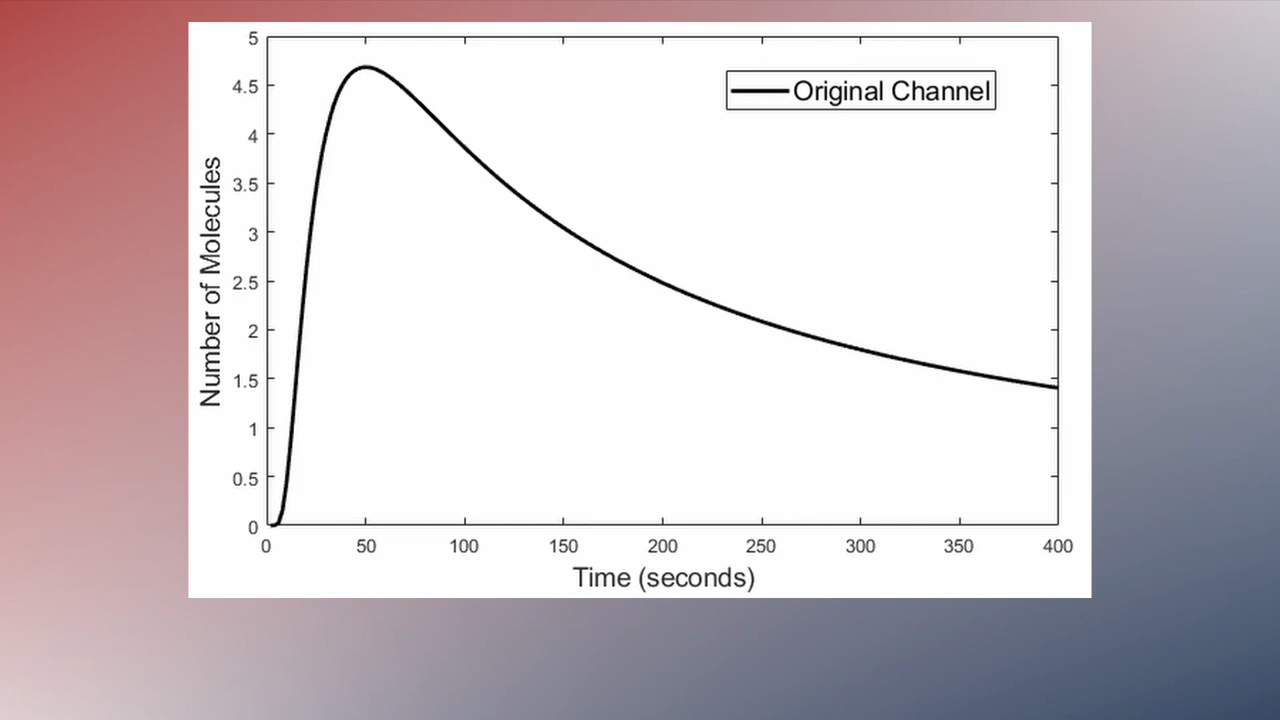 5
4.5
4
3.5
3
2.5
2
1.5
1
0.5
0
Number of Molecules
Original Channel
0 50 100 150 200 250 300 350 400
Time (seconds)